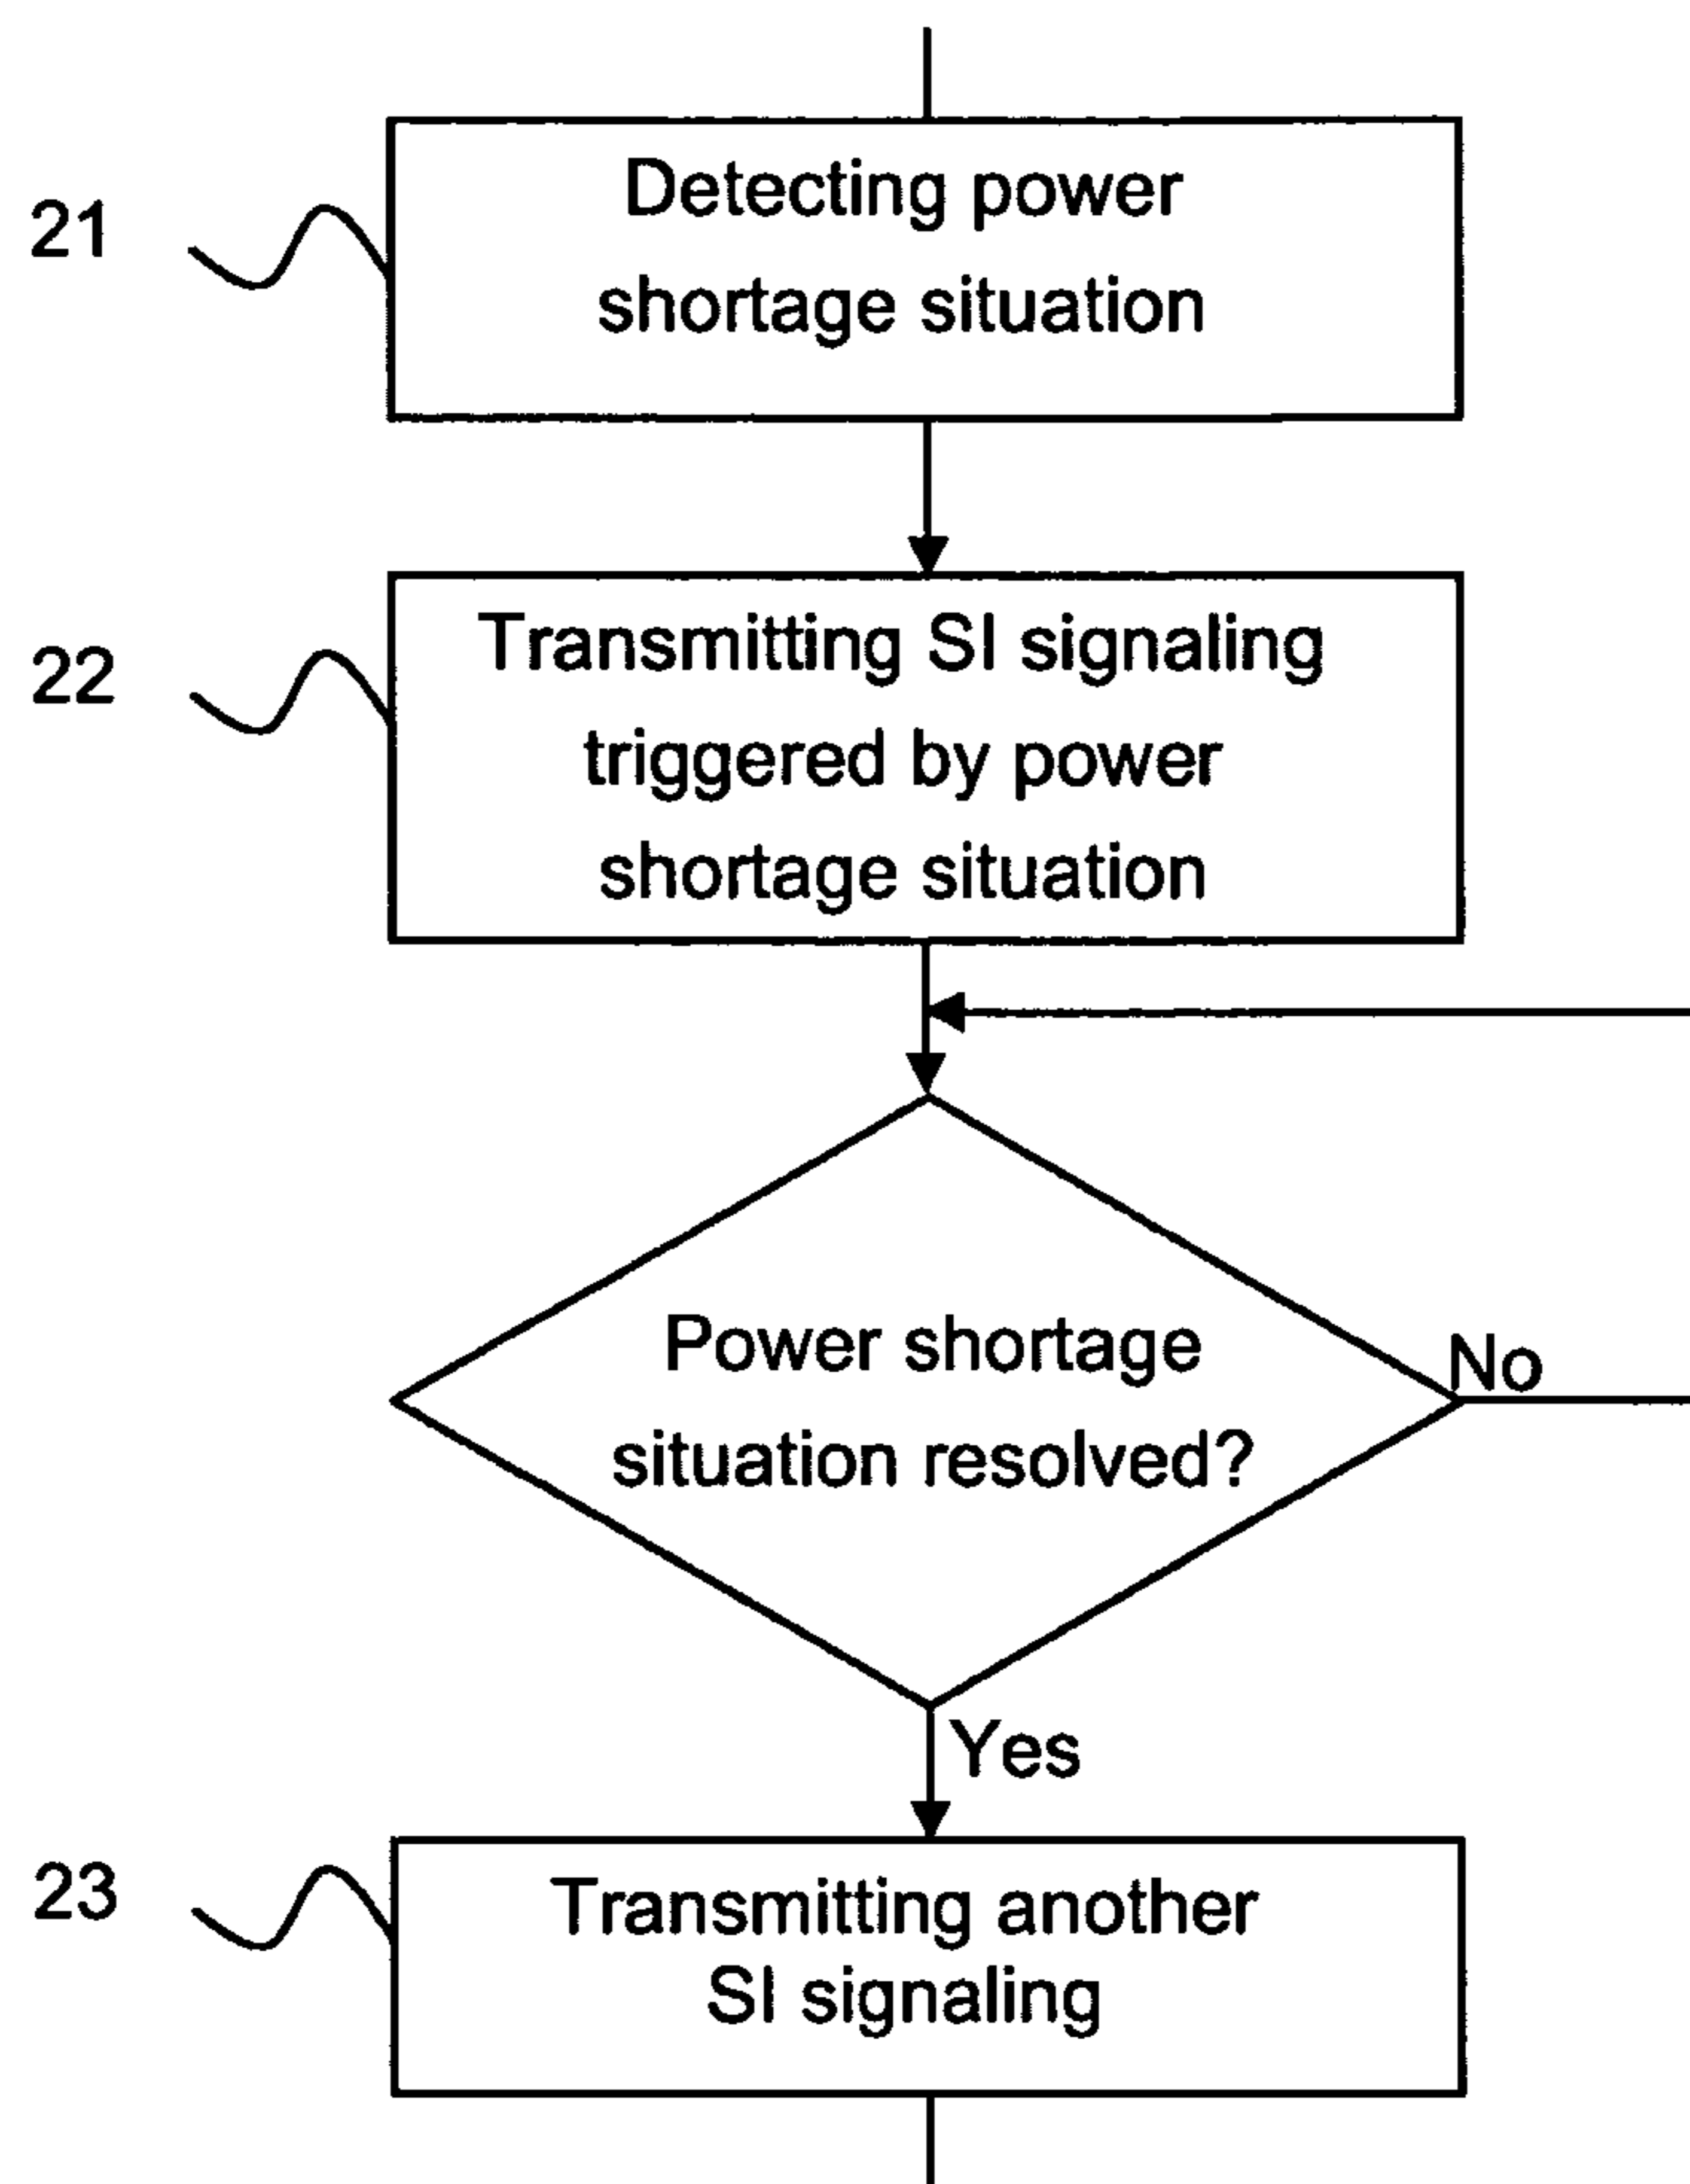 21
Detecting power
shortage situation
22
Transmitting SI signaling
triggered by power
shortage situation
Power shortage
situation resolved?
No
Yes
23
Transmitting another
SI signaling